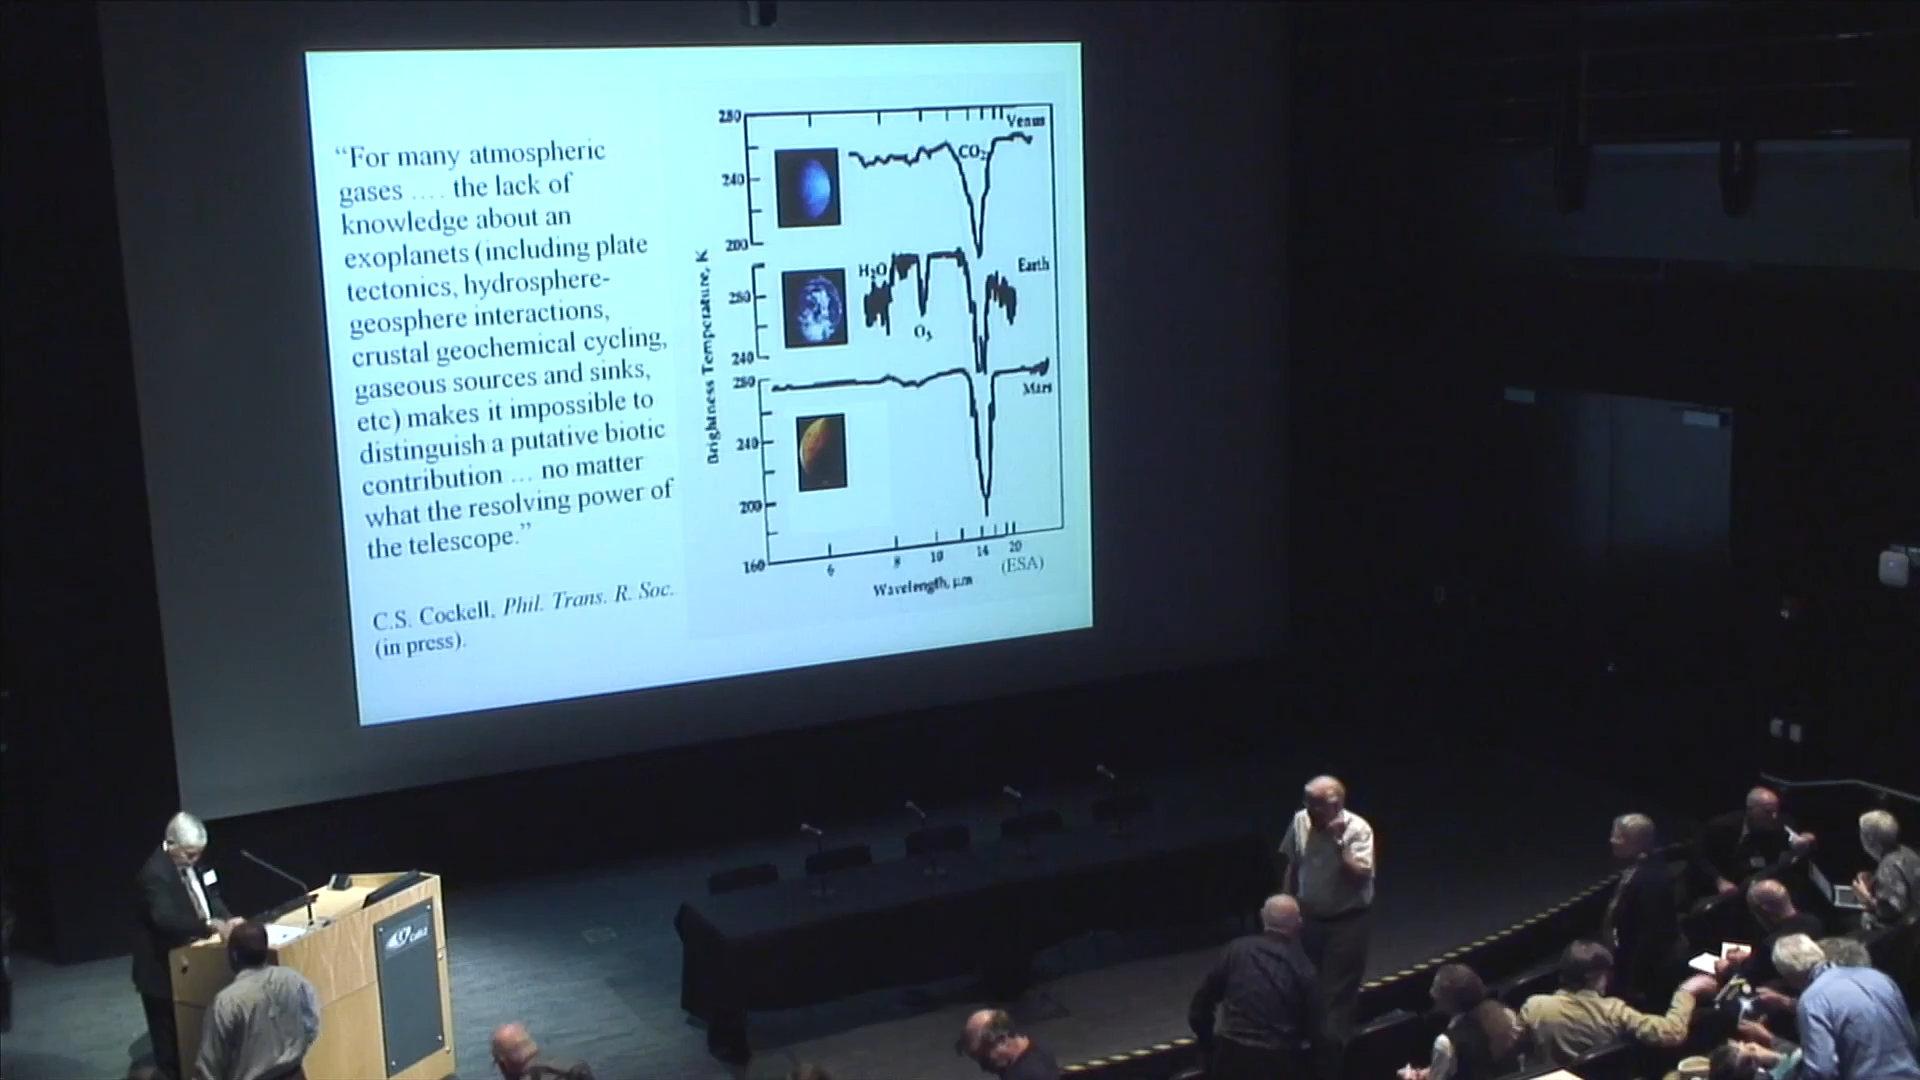 “For many atmospheric
gases .... the lack of
knowledge about an
exoplanets (including plate
tectonics, hydrosphere-
geosphere interactions,
crustal geochemical cycling,
gaseous sources and sinks,
etc) makes it impossible to
distinguish a putative biotic
contribution ... no matter
what the resolving power of
the telescope.”
C.S. Cockell, Phil. Trans. R. Soc.
(in press).
Brightness Temperature, K
280
240
200
Venus
CO2
280
240
H2O
O3
Earth
280
240
200
160
Mars
6
8
10
14
20
Wavelength, µm
(ESA)